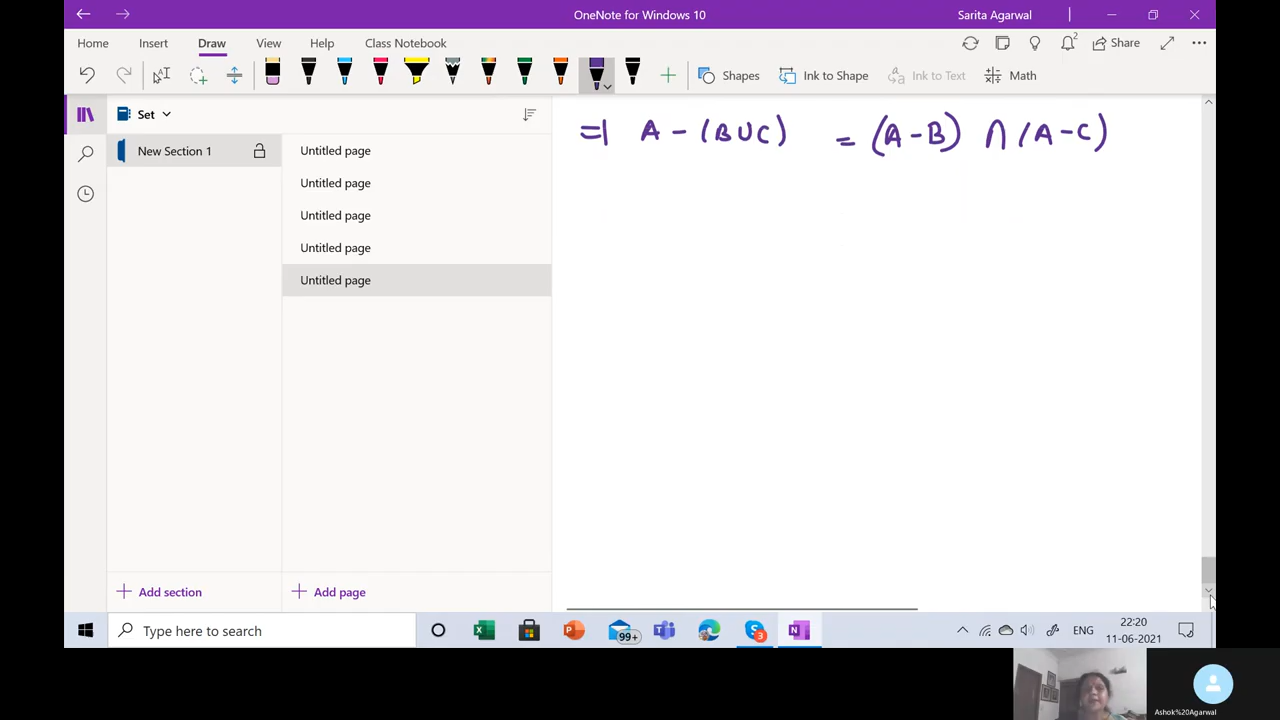 OneNote for Windows 10
Sarita Agarwal
Home Insert Draw View Help Class Notebook
2 Share
Shapes Ink to Shape Ink to Text Math
Set
New Section 1
Untitled page
Untitled page
Untitled page
Untitled page
Untitled page
=| A - (B∪C) = (A-B) ∩ (A-C)
Add section Add page
Type here to search
99+
3
ENG
22:20
11-06-2021
Ashok%20Agarwal